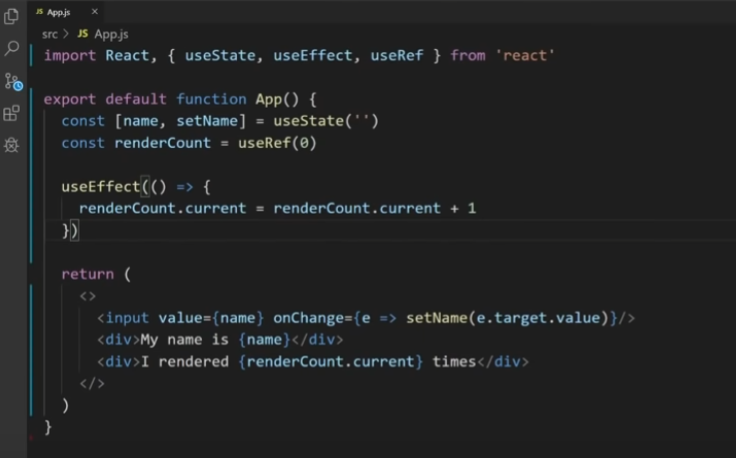 JS App.js ×
src > JS App.js
import React, { useState, useEffect, useRef } from 'react'
export default function App() {
const [name, setName] = useState('')
const renderCount = useRef(0)
useEffect(() => {
renderCount.current = renderCount.current + 1
})
return (
<>
<input value={name} onChange={e => setName(e.target.value)}/>
<div>My name is {name}</div>
<div>I rendered {renderCount.current} times</div>
</>
)
}